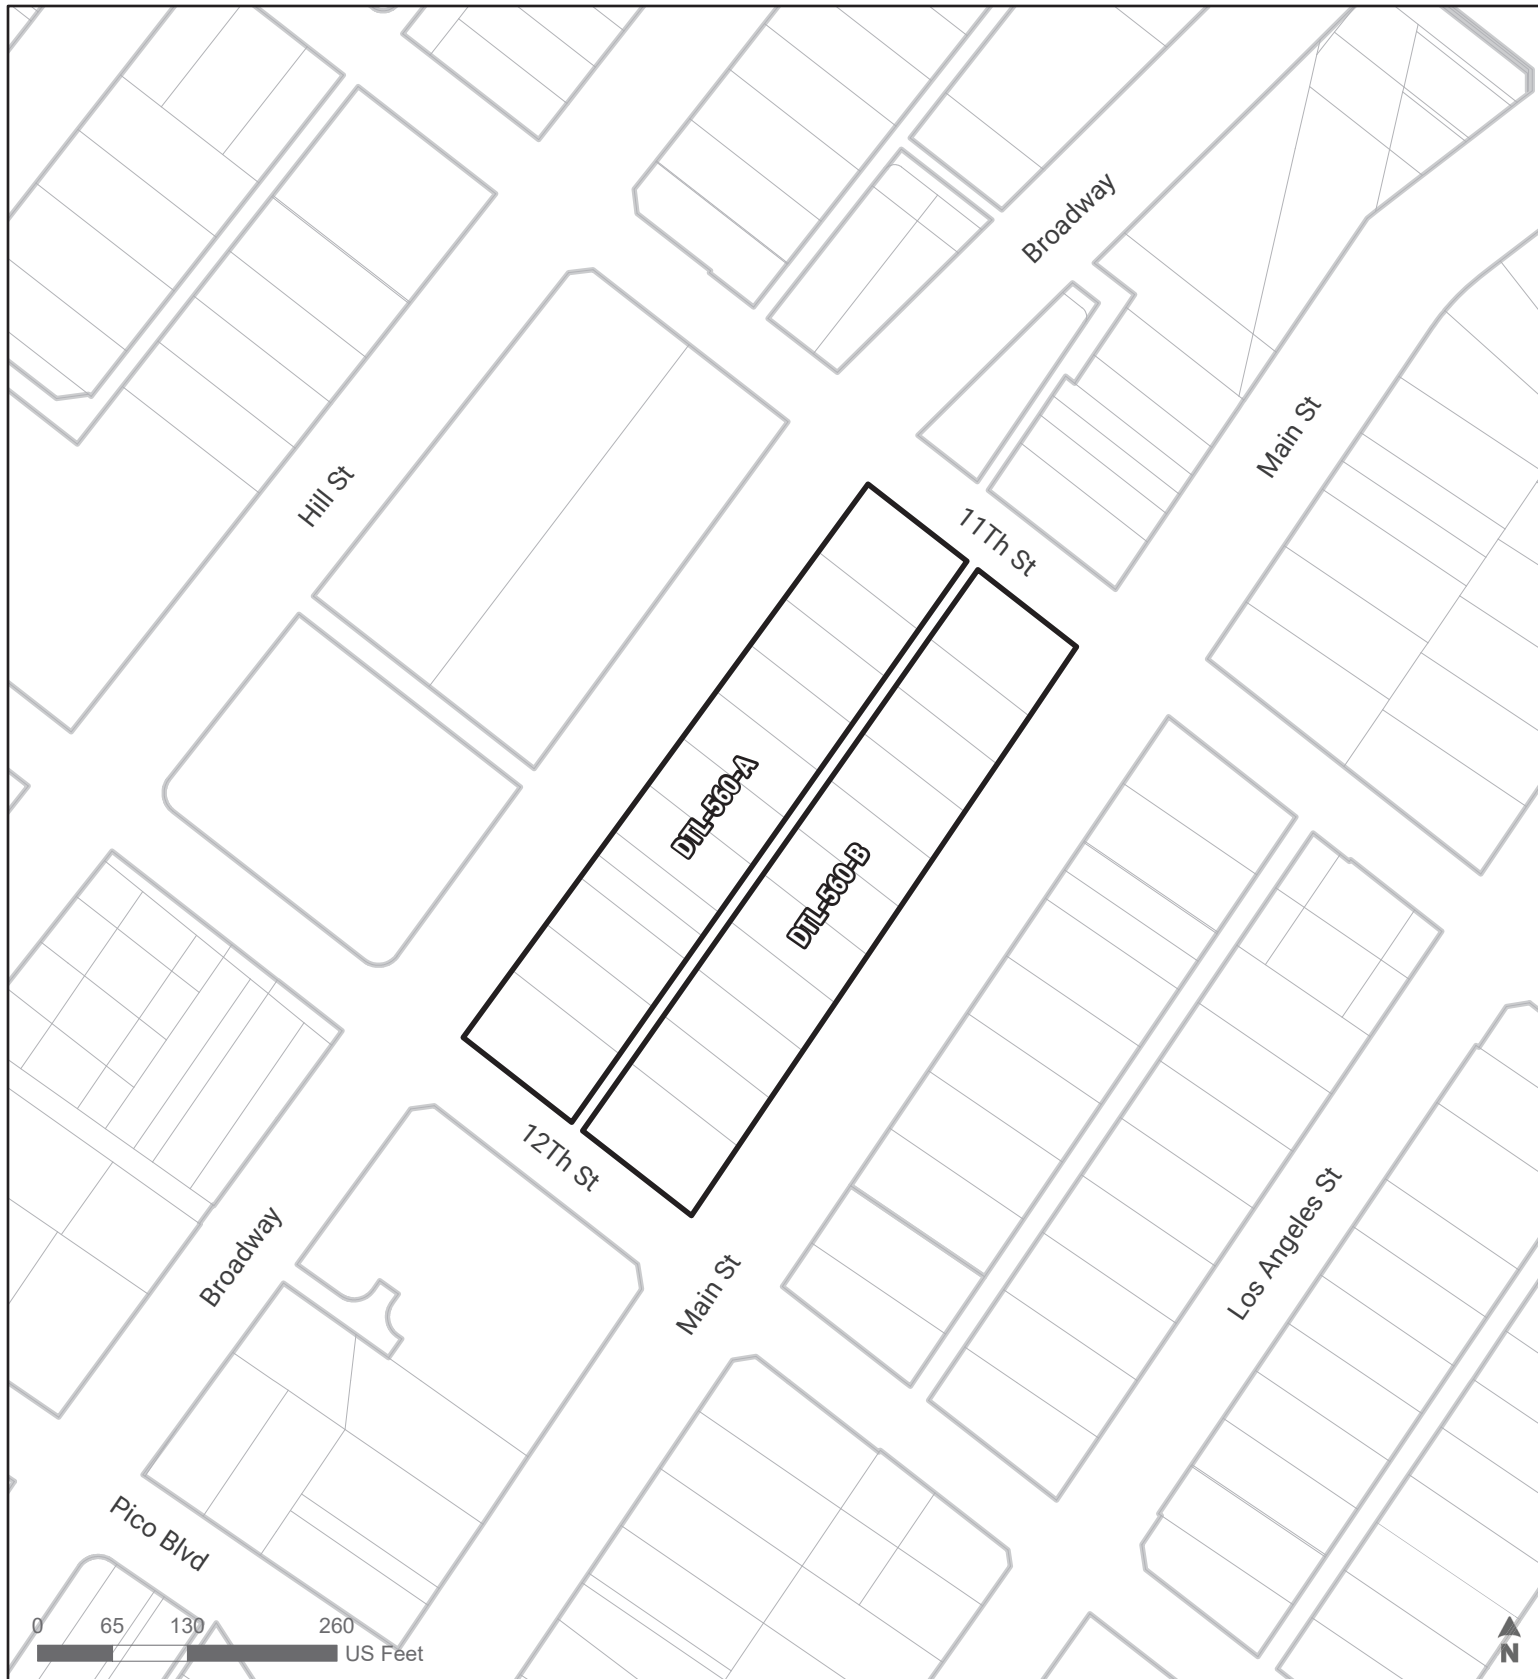 Broadway
Main St
Hill St
11Th St
DTL-560-A
DTL-560-B
12Th St
Broadway
Main St
Los Angeles St
Pico Blvd
0 65 130 260
US Feet
N